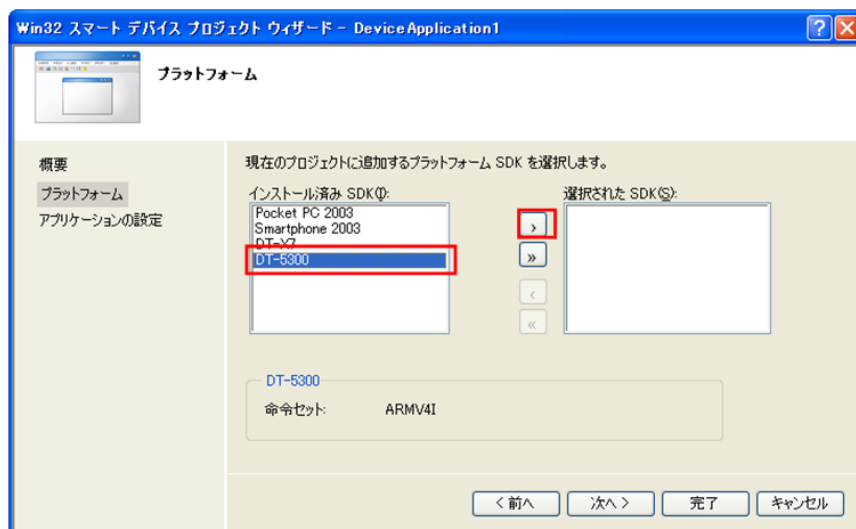 Win32 スマート デバイス プロジェクト ウィザード - DeviceApplication1
プラットフォーム
概要
プラットフォーム
アプリケーションの設定
現在のプロジェクトに追加するプラットフォーム SDK を選択します。
インストール済み SDK(I):
Pocket PC 2003
Smartphone 2003
DT-X7
DT-5300
選択された SDK(S):
›
»
‹
«
DT-5300
命令セット:
ARMV4I
< 前へ
次へ >
完了
キャンセル